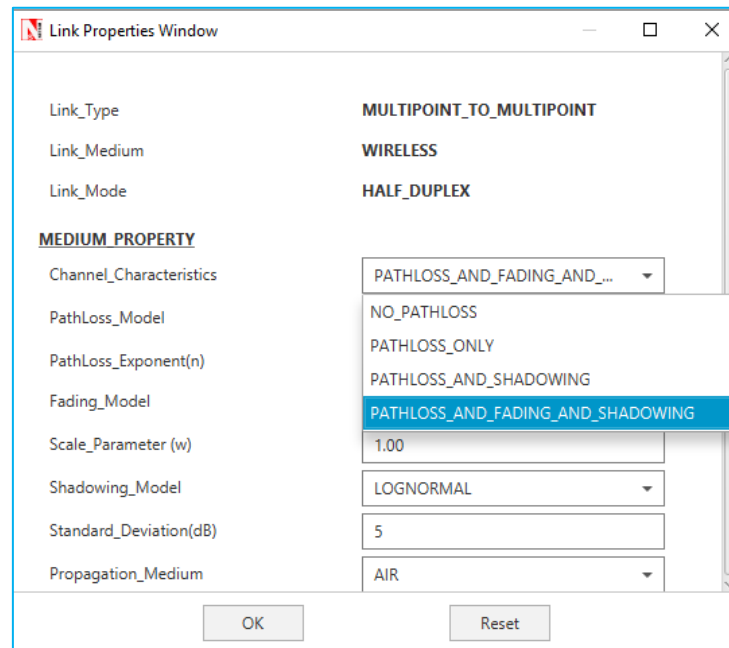 Link Properties Window
Link_Type MULTIPOINT_TO_MULTIPOINT
Link_Medium WIRELESS
Link_Mode HALF_DUPLEX
MEDIUM_PROPERTY
Channel_Characteristics PATHLOSS_AND_FADING_AND_...
PathLoss_Model NO_PATHLOSS
PATHLOSS_ONLY
PathLoss_Exponent(n) PATHLOSS_AND_SHADOWING
Fading_Model PATHLOSS_AND_FADING_AND_SHADOWING
Scale_Parameter (w) 1.00
Shadowing_Model LOGNORMAL
Standard_Deviation(dB) 5
Propagation_Medium AIR
OK Reset